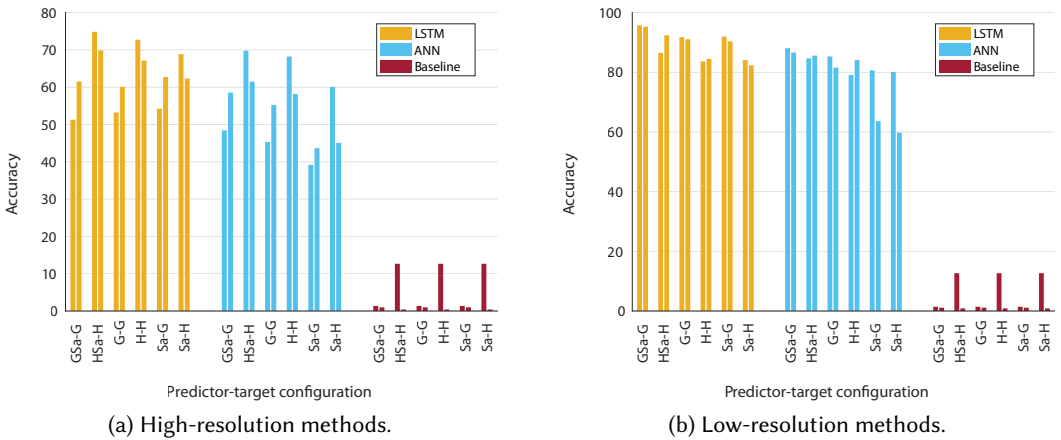 80
70
60
50
40
30
20
10
0
Accuracy
LSTM
ANN
Baseline
GSa-G
HSa-H
G-G
H-H
Sa-G
Sa-H
GSa-G
HSa-H
G-G
H-H
Sa-G
Sa-H
GSa-G
HSa-H
G-G
H-H
Sa-G
Sa-H
Predictor-target configuration
(a) High-resolution methods.
100
80
60
40
20
0
Accuracy
LSTM
ANN
Baseline
GSa-G
HSa-H
G-G
H-H
Sa-G
Sa-H
GSa-G
HSa-H
G-G
H-H
Sa-G
Sa-H
GSa-G
HSa-H
G-G
H-H
Sa-G
Sa-H
Predictor-target configuration
(b) Low-resolution methods.